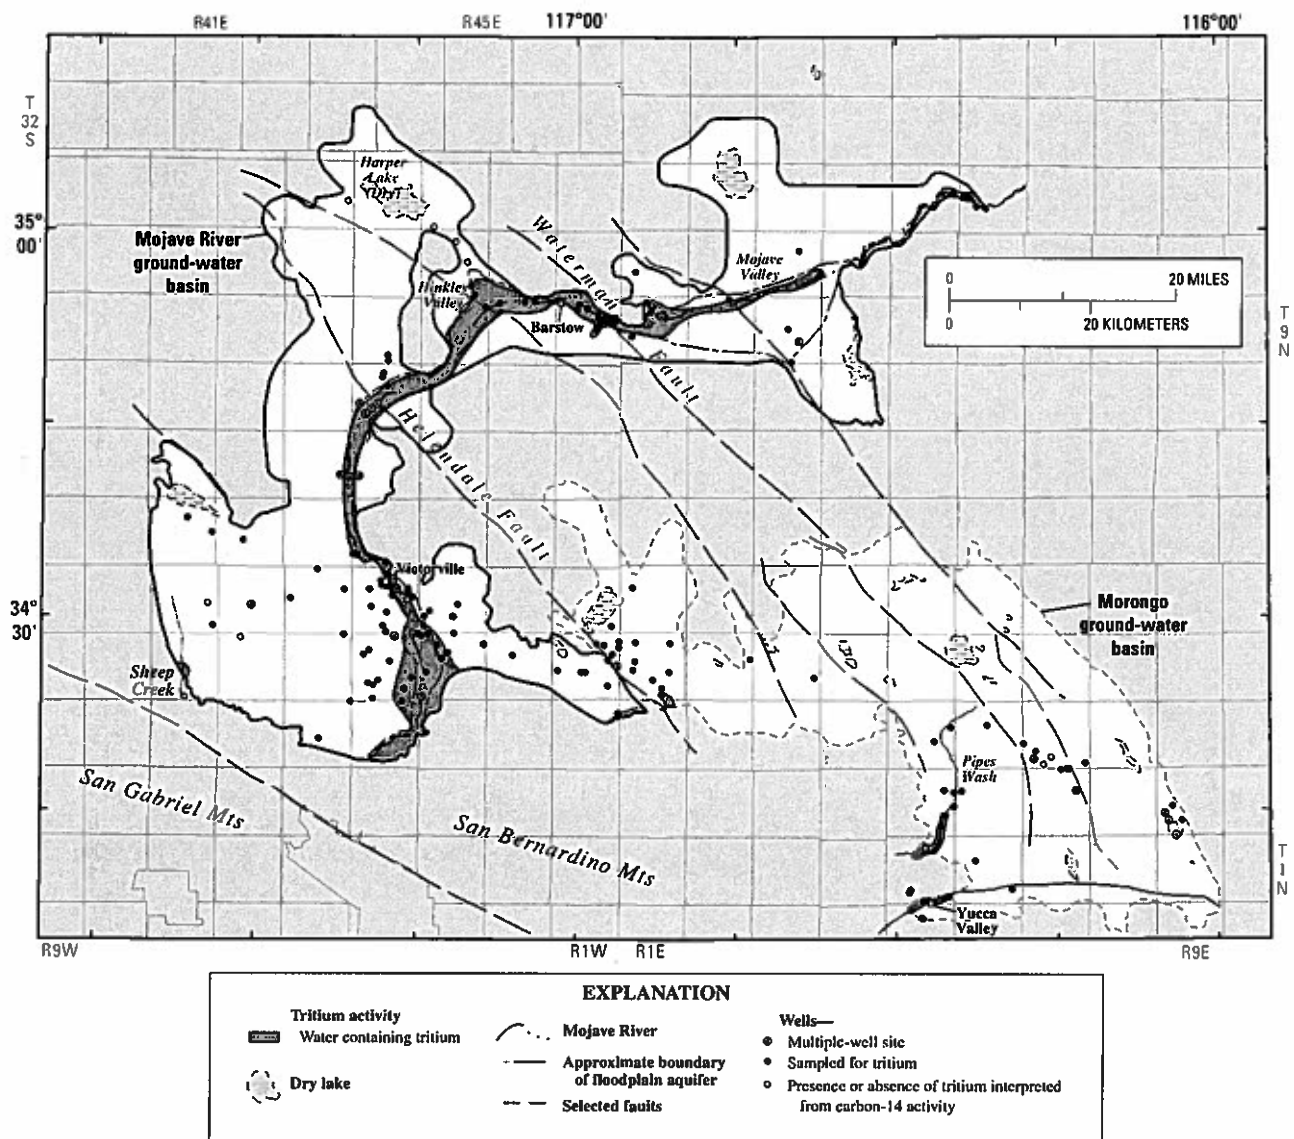 R41E
R45E
117°00'
116°00'
T
32
S
35°
00'
34°
30'
T
9
N
T
1
N
Harper
Lake
(Dry)
Mojave River
ground-water
basin
Hinkley
Valley
Waterman
Fault
Mojave
Valley
Barstow
0 20 MILES
0 20 KILOMETERS
Helendale Fault
Victorville
Morongo
ground-water
basin
Sheep
Creek
Pipes
Wash
San Gabriel Mts
San Bernardino Mts
Yucca
Valley
R9W
R1W
R1E
R9E
EXPLANATION
Tritium activity
Water containing tritium
Dry lake
Mojave River
Approximate boundary
of floodplain aquifer
Selected faults
Wells—
Multiple-well site
Sampled for tritium
Presence or absence of tritium interpreted
from carbon-14 activity